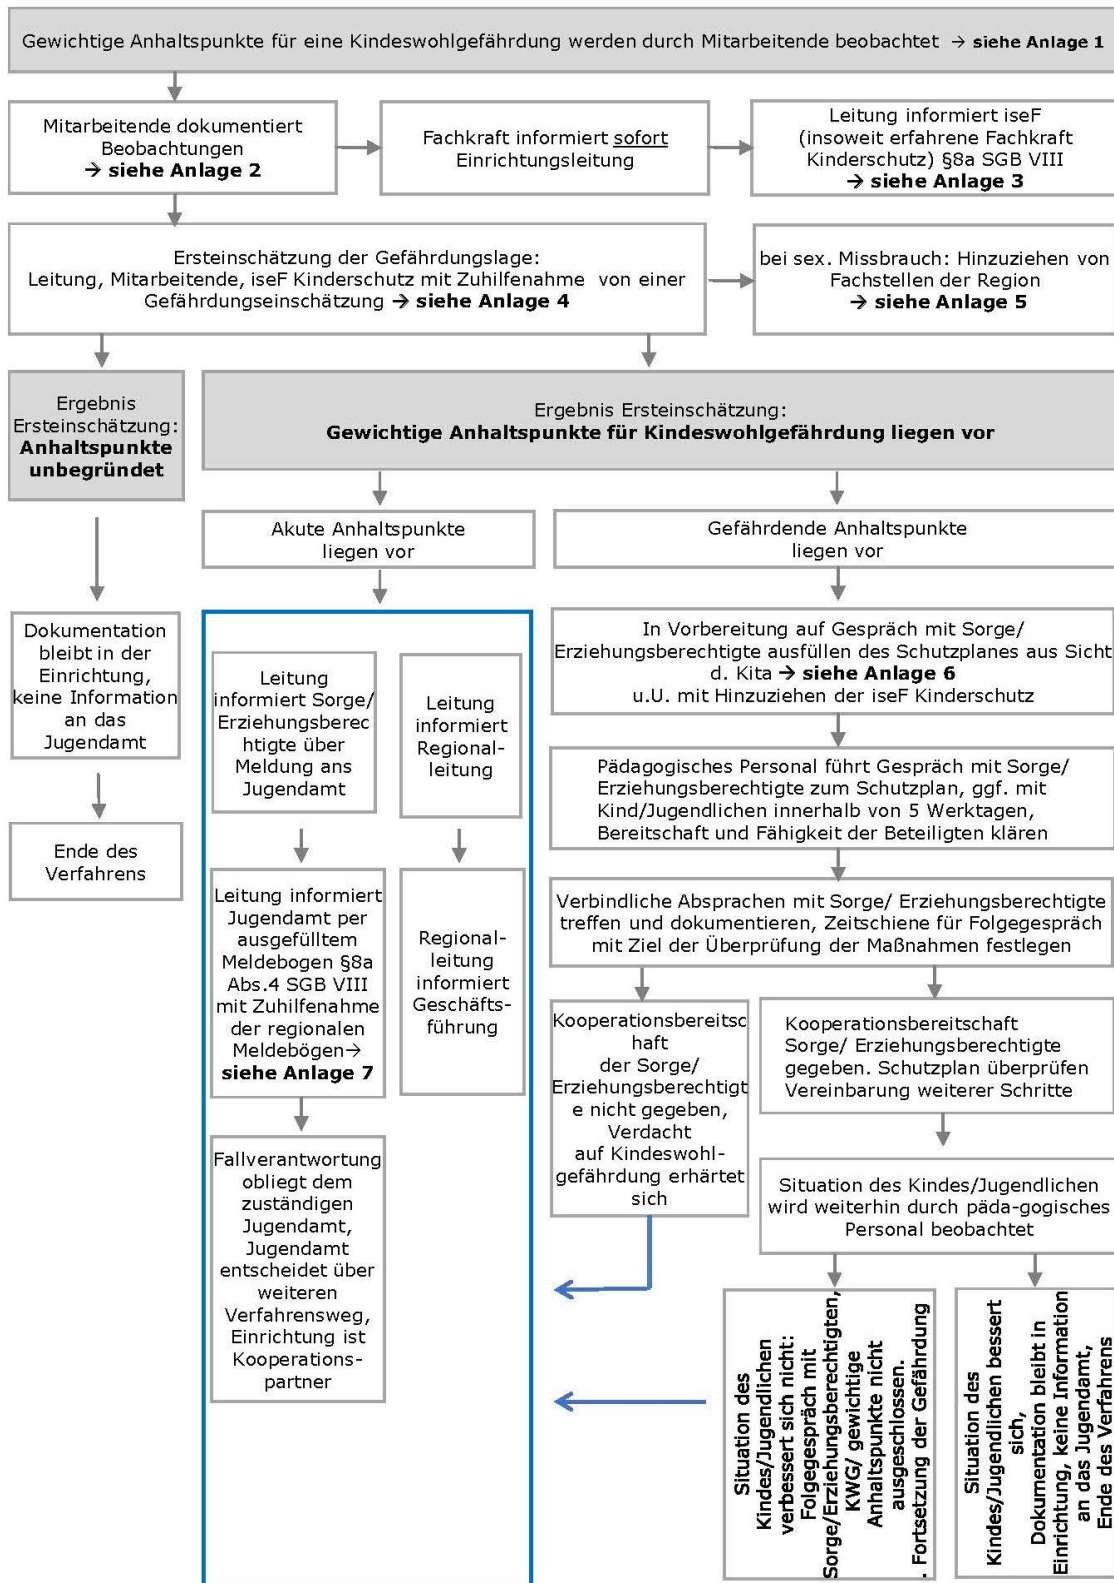 Gewichtige Anhaltspunkte für eine Kindeswohlgefährdung werden durch Mitarbeitende beobachtet → siehe Anlage 1
Mitarbeitende dokumentiert
Beobachtungen
→ siehe Anlage 2
Fachkraft informiert sofort
Einrichtungsleitung
Leitung informiert iseF
(insoweit erfahrene Fachkraft
Kinderschutz) §8a SGB VIII
→ siehe Anlage 3
Ersteinschätzung der Gefährdungslage:
Leitung, Mitarbeitende, iseF Kinderschutz mit Zuhilfenahme von einer
Gefährdungseinschätzung → siehe Anlage 4
bei sex. Missbrauch: Hinzuziehen von
Fachstellen der Region
→ siehe Anlage 5
Ergebnis
Ersteinschätzung:
Anhaltspunkte
unbegründet
Ergebnis Ersteinschätzung:
Gewichtige Anhaltspunkte für Kindeswohlgefährdung liegen vor
Akute Anhaltspunkte
liegen vor
Gefährdende Anhaltspunkte
liegen vor
Dokumentation
bleibt in der
Einrichtung,
keine Information
an das
Jugendamt
Ende des
Verfahrens
Leitung
informiert Sorge/
Erziehungsberec
htigte über
Meldung ans
Jugendamt
Leitung
informiert
Regional-
leitung
Leitung informiert
Jugendamt per
ausgefülltem
Meldebogen §8a
Abs.4 SGB VIII
mit Zuhilfenahme
der regionalen
Meldebögen→
siehe Anlage 7
Regional-
leitung
informiert
Geschäfts-
führung
Fallverantwortung
obliegt dem
zuständigen
Jugendamt,
Jugendamt
entscheidet über
weiteren
Verfahrensweg,
Einrichtung ist
Kooperations-
partner
In Vorbereitung auf Gespräch mit Sorge/
Erziehungsberechtigte ausfüllen des Schutzplanes aus Sicht
d. Kita → siehe Anlage 6
u.U. mit Hinzuziehen der iseF Kinderschutz
Pädagogisches Personal führt Gespräch mit Sorge/
Erziehungsberechtigte zum Schutzplan, ggf. mit
Kind/Jugendlichen innerhalb von 5 Werktagen,
Bereitschaft und Fähigkeit der Beteiligten klären
Verbindliche Absprachen mit Sorge/ Erziehungsberechtigte
treffen und dokumentieren, Zeitschiene für Folgegespräch
mit Ziel der Überprüfung der Maßnahmen festlegen
Kooperationsbereitsc
haft
der Sorge/
Erziehungsberechtigt
e nicht gegeben,
Verdacht
auf Kindeswohl-
gefährdung erhärtet
sich
Kooperationsbereitschaft
Sorge/ Erziehungsberechtigte
gegeben. Schutzplan überprüfen
Vereinbarung weiterer Schritte
Situation des Kindes/Jugendlichen
wird weiterhin durch päda-gogisches
Personal beobachtet
Situation des
Kindes/Jugendlichen
verbessert sich nicht:
Folgegespräch mit
Sorge/Erziehungsberechtigten,
KWG/ gewichtige
Anhaltspunkte nicht
ausgeschlossen.
. Fortsetzung der Gefährdung
Situation des
Kindes/Jugendlichen bessert
sich,
Dokumentation bleibt in
Einrichtung, keine Information
an das Jugendamt,
Ende des Verfahrens